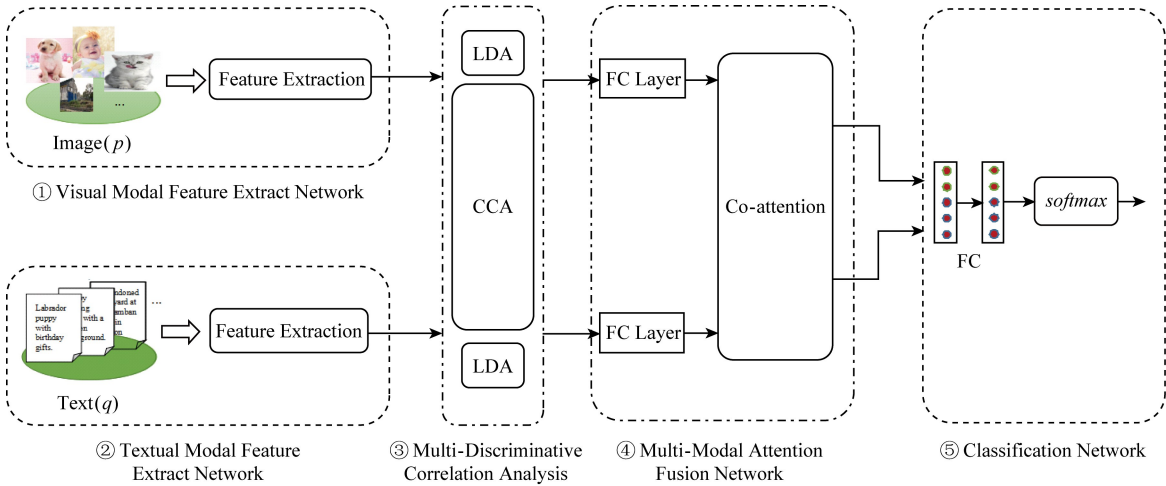 Image(p)
Feature Extraction
① Visual Modal Feature Extract Network
Labrador
puppy
with
birthday
gifts.
with a
...
Feature Extraction
Text(q)
② Textual Modal Feature
Extract Network
LDA
CCA
LDA
③ Multi-Discriminative
Correlation Analysis
FC Layer
FC Layer
Co-attention
④ Multi-Modal Attention
Fusion Network
FC
softmax
⑤ Classification Network